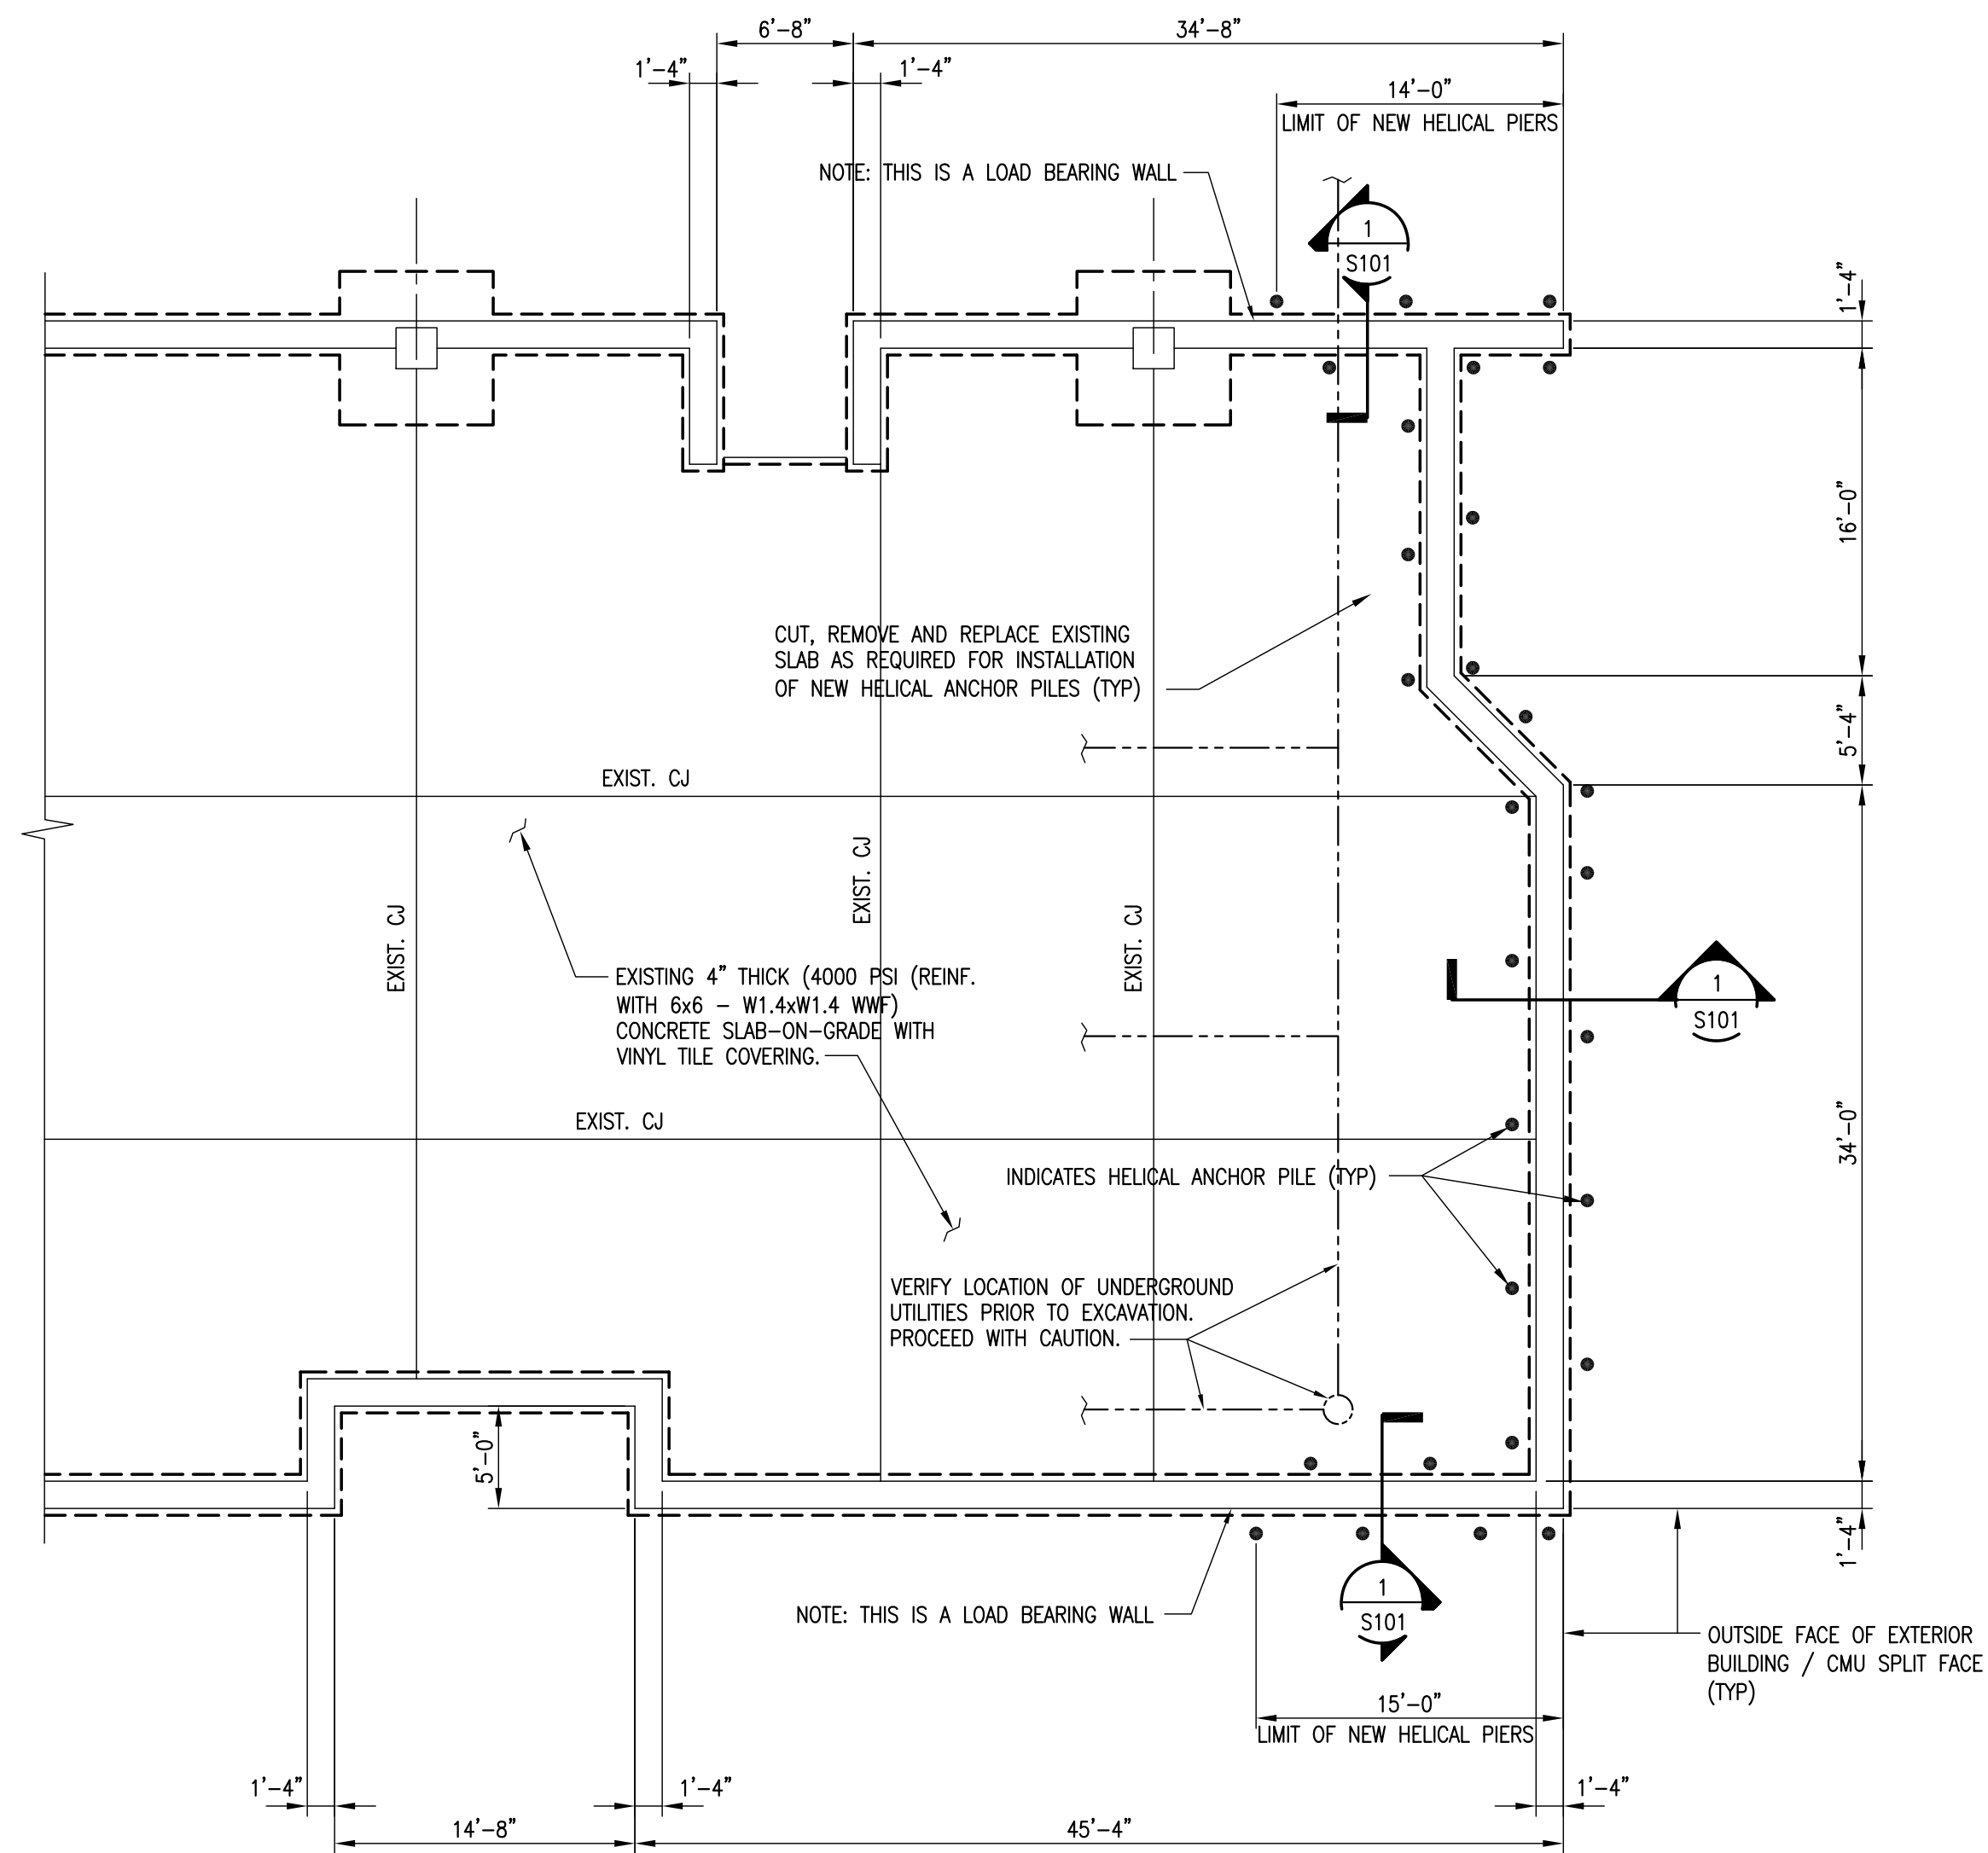 6'-8"
34'-8"
1'-4"
1'-4"
14'-0"
LIMIT OF NEW HELICAL PIERS
NOTE: THIS IS A LOAD BEARING WALL
1
S101
1'-4"
16'-0"
CUT, REMOVE AND REPLACE EXISTING
SLAB AS REQUIRED FOR INSTALLATION
OF NEW HELICAL ANCHOR PILES (TYP)
5'-4"
EXIST. CJ
EXIST. CJ
EXIST. CJ
EXIST. CJ
EXISTING 4" THICK (4000 PSI (REINF.
WITH 6x6 - W1.4xW1.4 WWF)
CONCRETE SLAB-ON-GRADE WITH
VINYL TILE COVERING.
1
S101
EXIST. CJ
34'-0"
INDICATES HELICAL ANCHOR PILE (TYP)
VERIFY LOCATION OF UNDERGROUND
UTILITIES PRIOR TO EXCAVATION.
PROCEED WITH CAUTION.
5'-0"
1'-4"
1
S101
NOTE: THIS IS A LOAD BEARING WALL
OUTSIDE FACE OF EXTERIOR
BUILDING / CMU SPLIT FACE
(TYP)
15'-0"
LIMIT OF NEW HELICAL PIERS
1'-4"
1'-4"
1'-4"
14'-8"
45'-4"